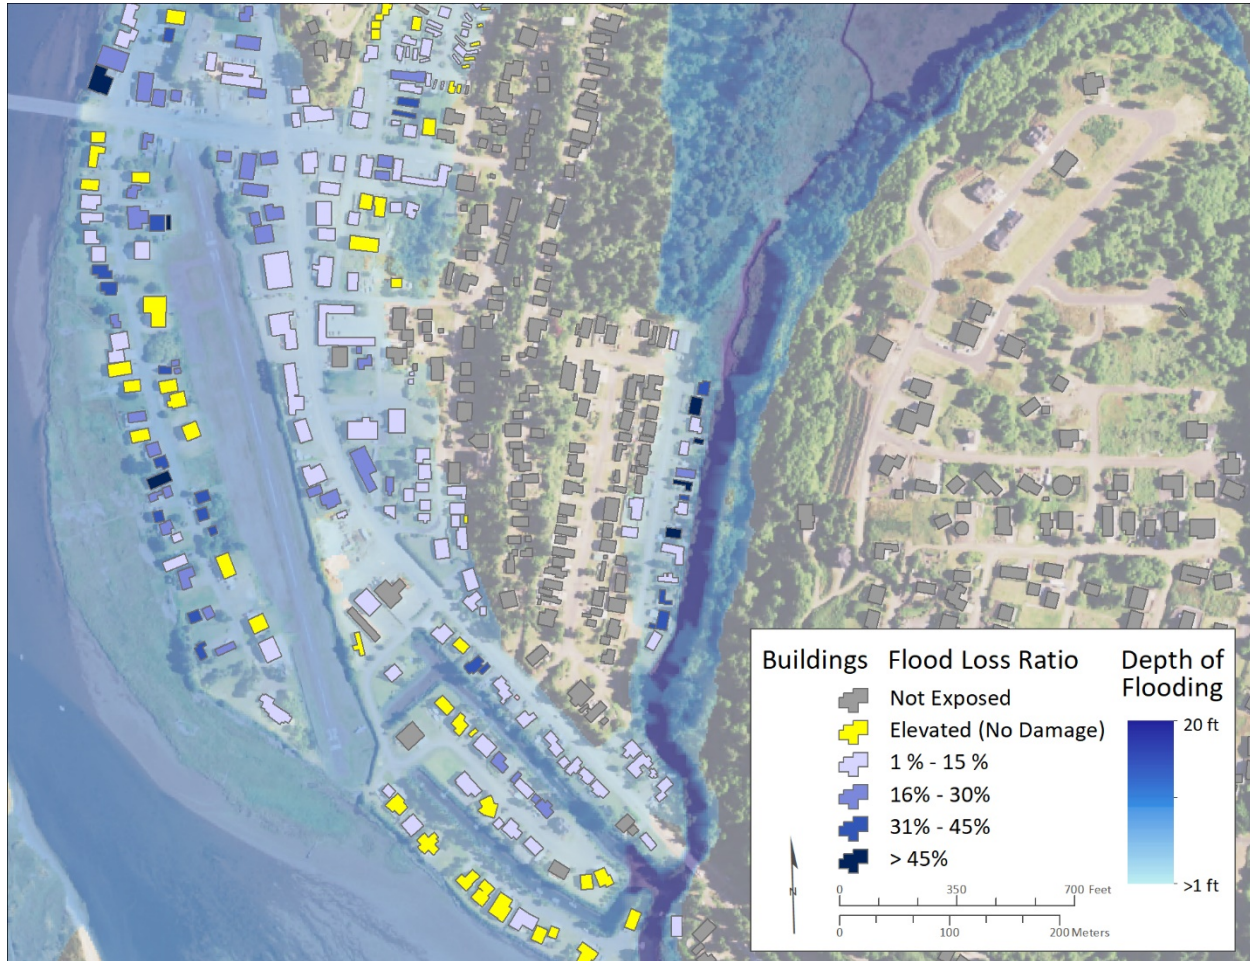 Buildings Flood Loss Ratio
Not Exposed
Elevated (No Damage)
1 % - 15 %
16% - 30%
31% - 45%
> 45%
Depth of
Flooding
20 ft
>1 ft
N
0 350 700 Feet
0 100 200 Meters